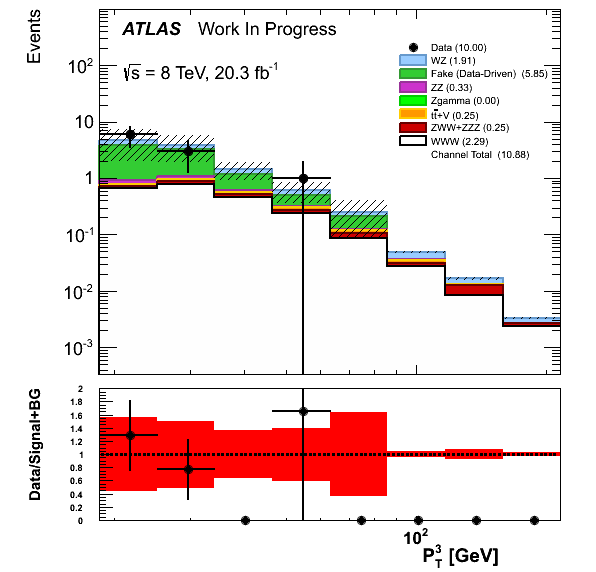 Events
ATLAS Work In Progress
√s = 8 TeV, 20.3 fb⁻¹
Data (10.00)
WZ (1.91)
Fake (Data-Driven) (5.85)
ZZ (0.33)
Zgamma (0.00)
tt̄+V (0.25)
ZWW+ZZZ (0.25)
WWW (2.29)
Channel Total (10.88)
10²
10
1
10⁻¹
10⁻²
10⁻³
Data/Signal+BG
2
1.8
1.6
1.4
1.2
1
0.8
0.6
0.4
0.2
0
10²
P³T [GeV]